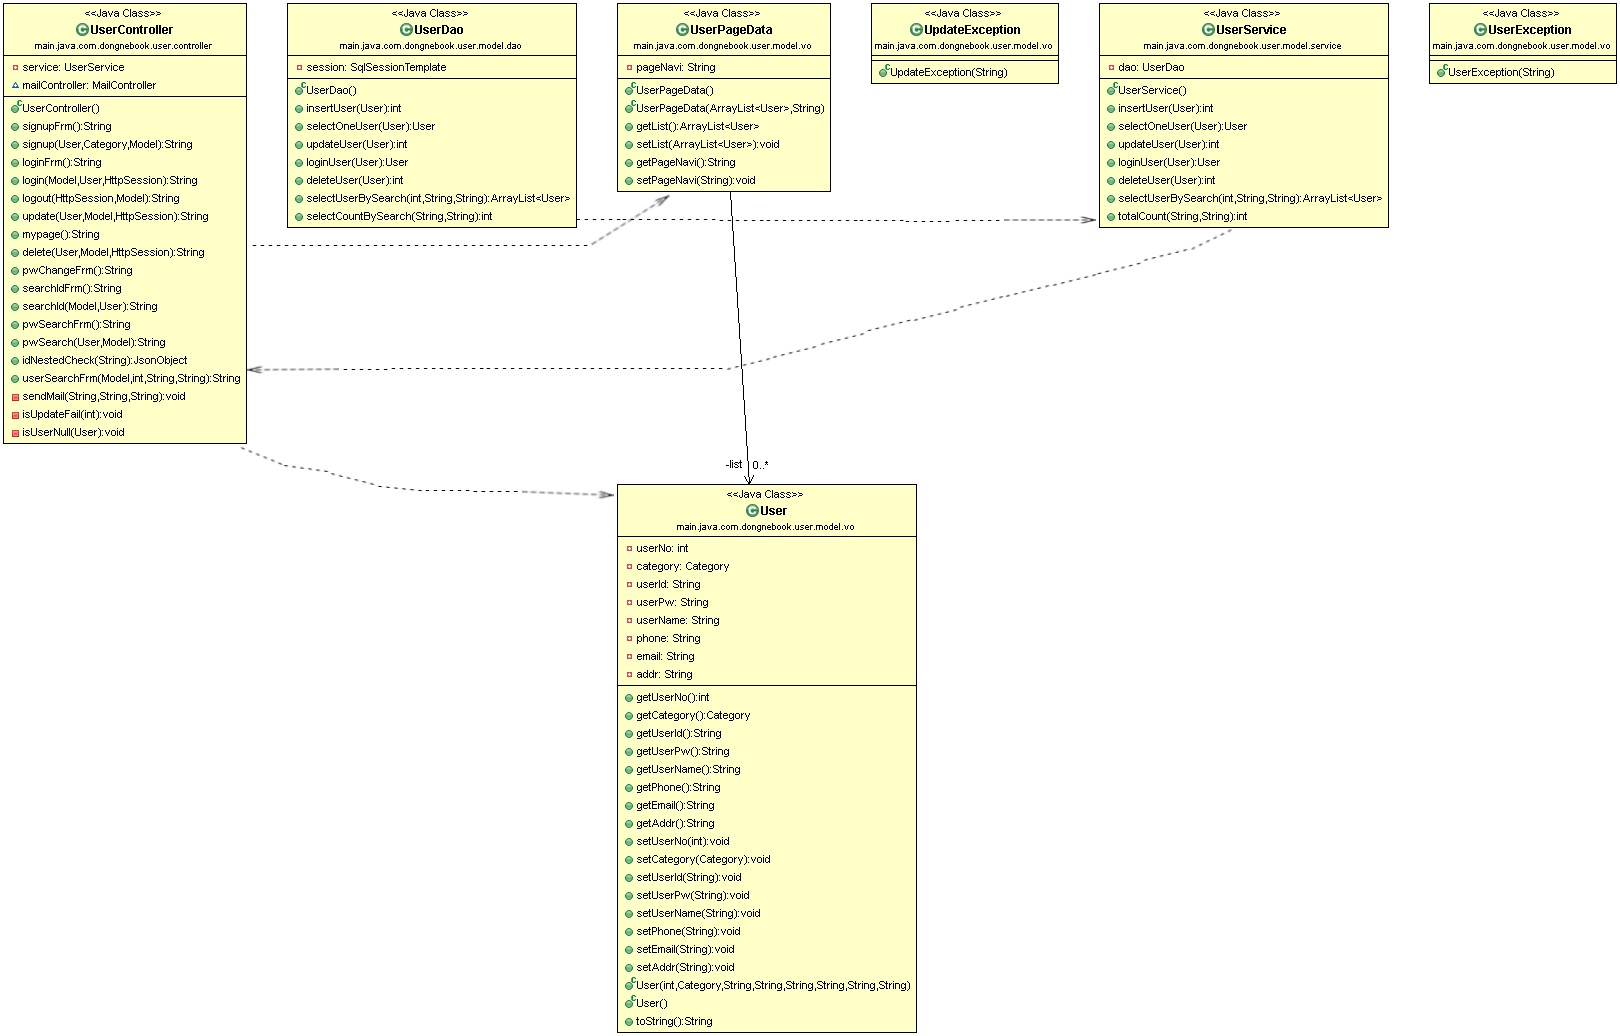 <<Java Class>>
UserController
main.java.com.dongnebook.user.controller
service: UserService
mailController: MailController
UserController()
signupFrm():String
signup(User,Category,Model):String
loginFrm():String
login(Model,User,HttpSession):String
logout(HttpSession,Model):String
update(User,Model,HttpSession):String
mypage():String
delete(User,Model,HttpSession):String
pwChangeFrm():String
searchIdFrm():String
searchId(Model,User):String
pwSearchFrm():String
pwSearch(User,Model):String
idNestedCheck(String):JsonObject
userSearchFrm(Model,int,String,String):String
sendMail(String,String,String):void
isUpdateFail(int):void
isUserNull(User):void
<<Java Class>>
UserDao
main.java.com.dongnebook.user.model.dao
session: SqlSessionTemplate
UserDao()
insertUser(User):int
selectOneUser(User):User
updateUser(User):int
loginUser(User):User
deleteUser(User):int
selectUserBySearch(int,String,String):ArrayList<User>
selectCountBySearch(String,String):int
<<Java Class>>
UserPageData
main.java.com.dongnebook.user.model.vo
pageNavi: String
UserPageData()
UserPageData(ArrayList<User>,String)
getList():ArrayList<User>
setList(ArrayList<User>):void
getPageNavi():String
setPageNavi(String):void
<<Java Class>>
UpdateException
main.java.com.dongnebook.user.model.vo
UpdateException(String)
<<Java Class>>
UserService
main.java.com.dongnebook.user.model.service
dao: UserDao
UserService()
insertUser(User):int
selectOneUser(User):User
updateUser(User):int
loginUser(User):User
deleteUser(User):int
selectUserBySearch(int,String,String):ArrayList<User>
totalCount(String,String):int
<<Java Class>>
UserException
main.java.com.dongnebook.user.model.vo
UserException(String)
-list 0..*
<<Java Class>>
User
main.java.com.dongnebook.user.model.vo
userNo: int
category: Category
userId: String
userPw: String
userName: String
phone: String
email: String
addr: String
getUserNo():int
getCategory():Category
getUserId():String
getUserPw():String
getUserName():String
getPhone():String
getEmail():String
getAddr():String
setUserNo(int):void
setCategory(Category):void
setUserId(String):void
setUserPw(String):void
setUserName(String):void
setPhone(String):void
setEmail(String):void
setAddr(String):void
User(int,Category,String,String,String,String,String,String)
User()
toString():String